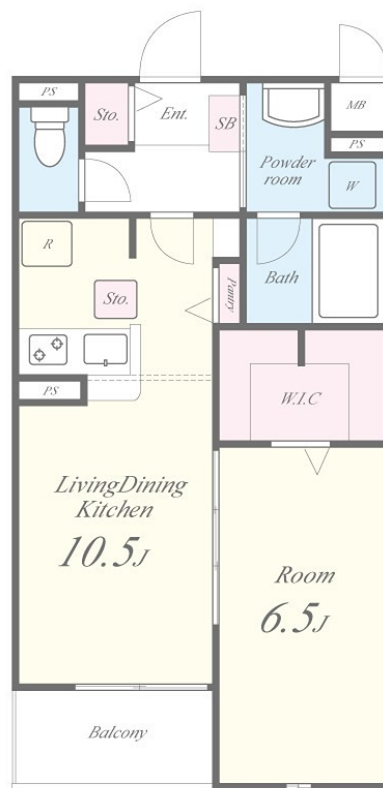 PS
Sto.
Ent.
SB
MB
PS
Powder
room
W
R
Sto.
Pantry
Bath
PS
W.I.C
LivingDining
Kitchen
10.5J
Room
6.5J
Balcony